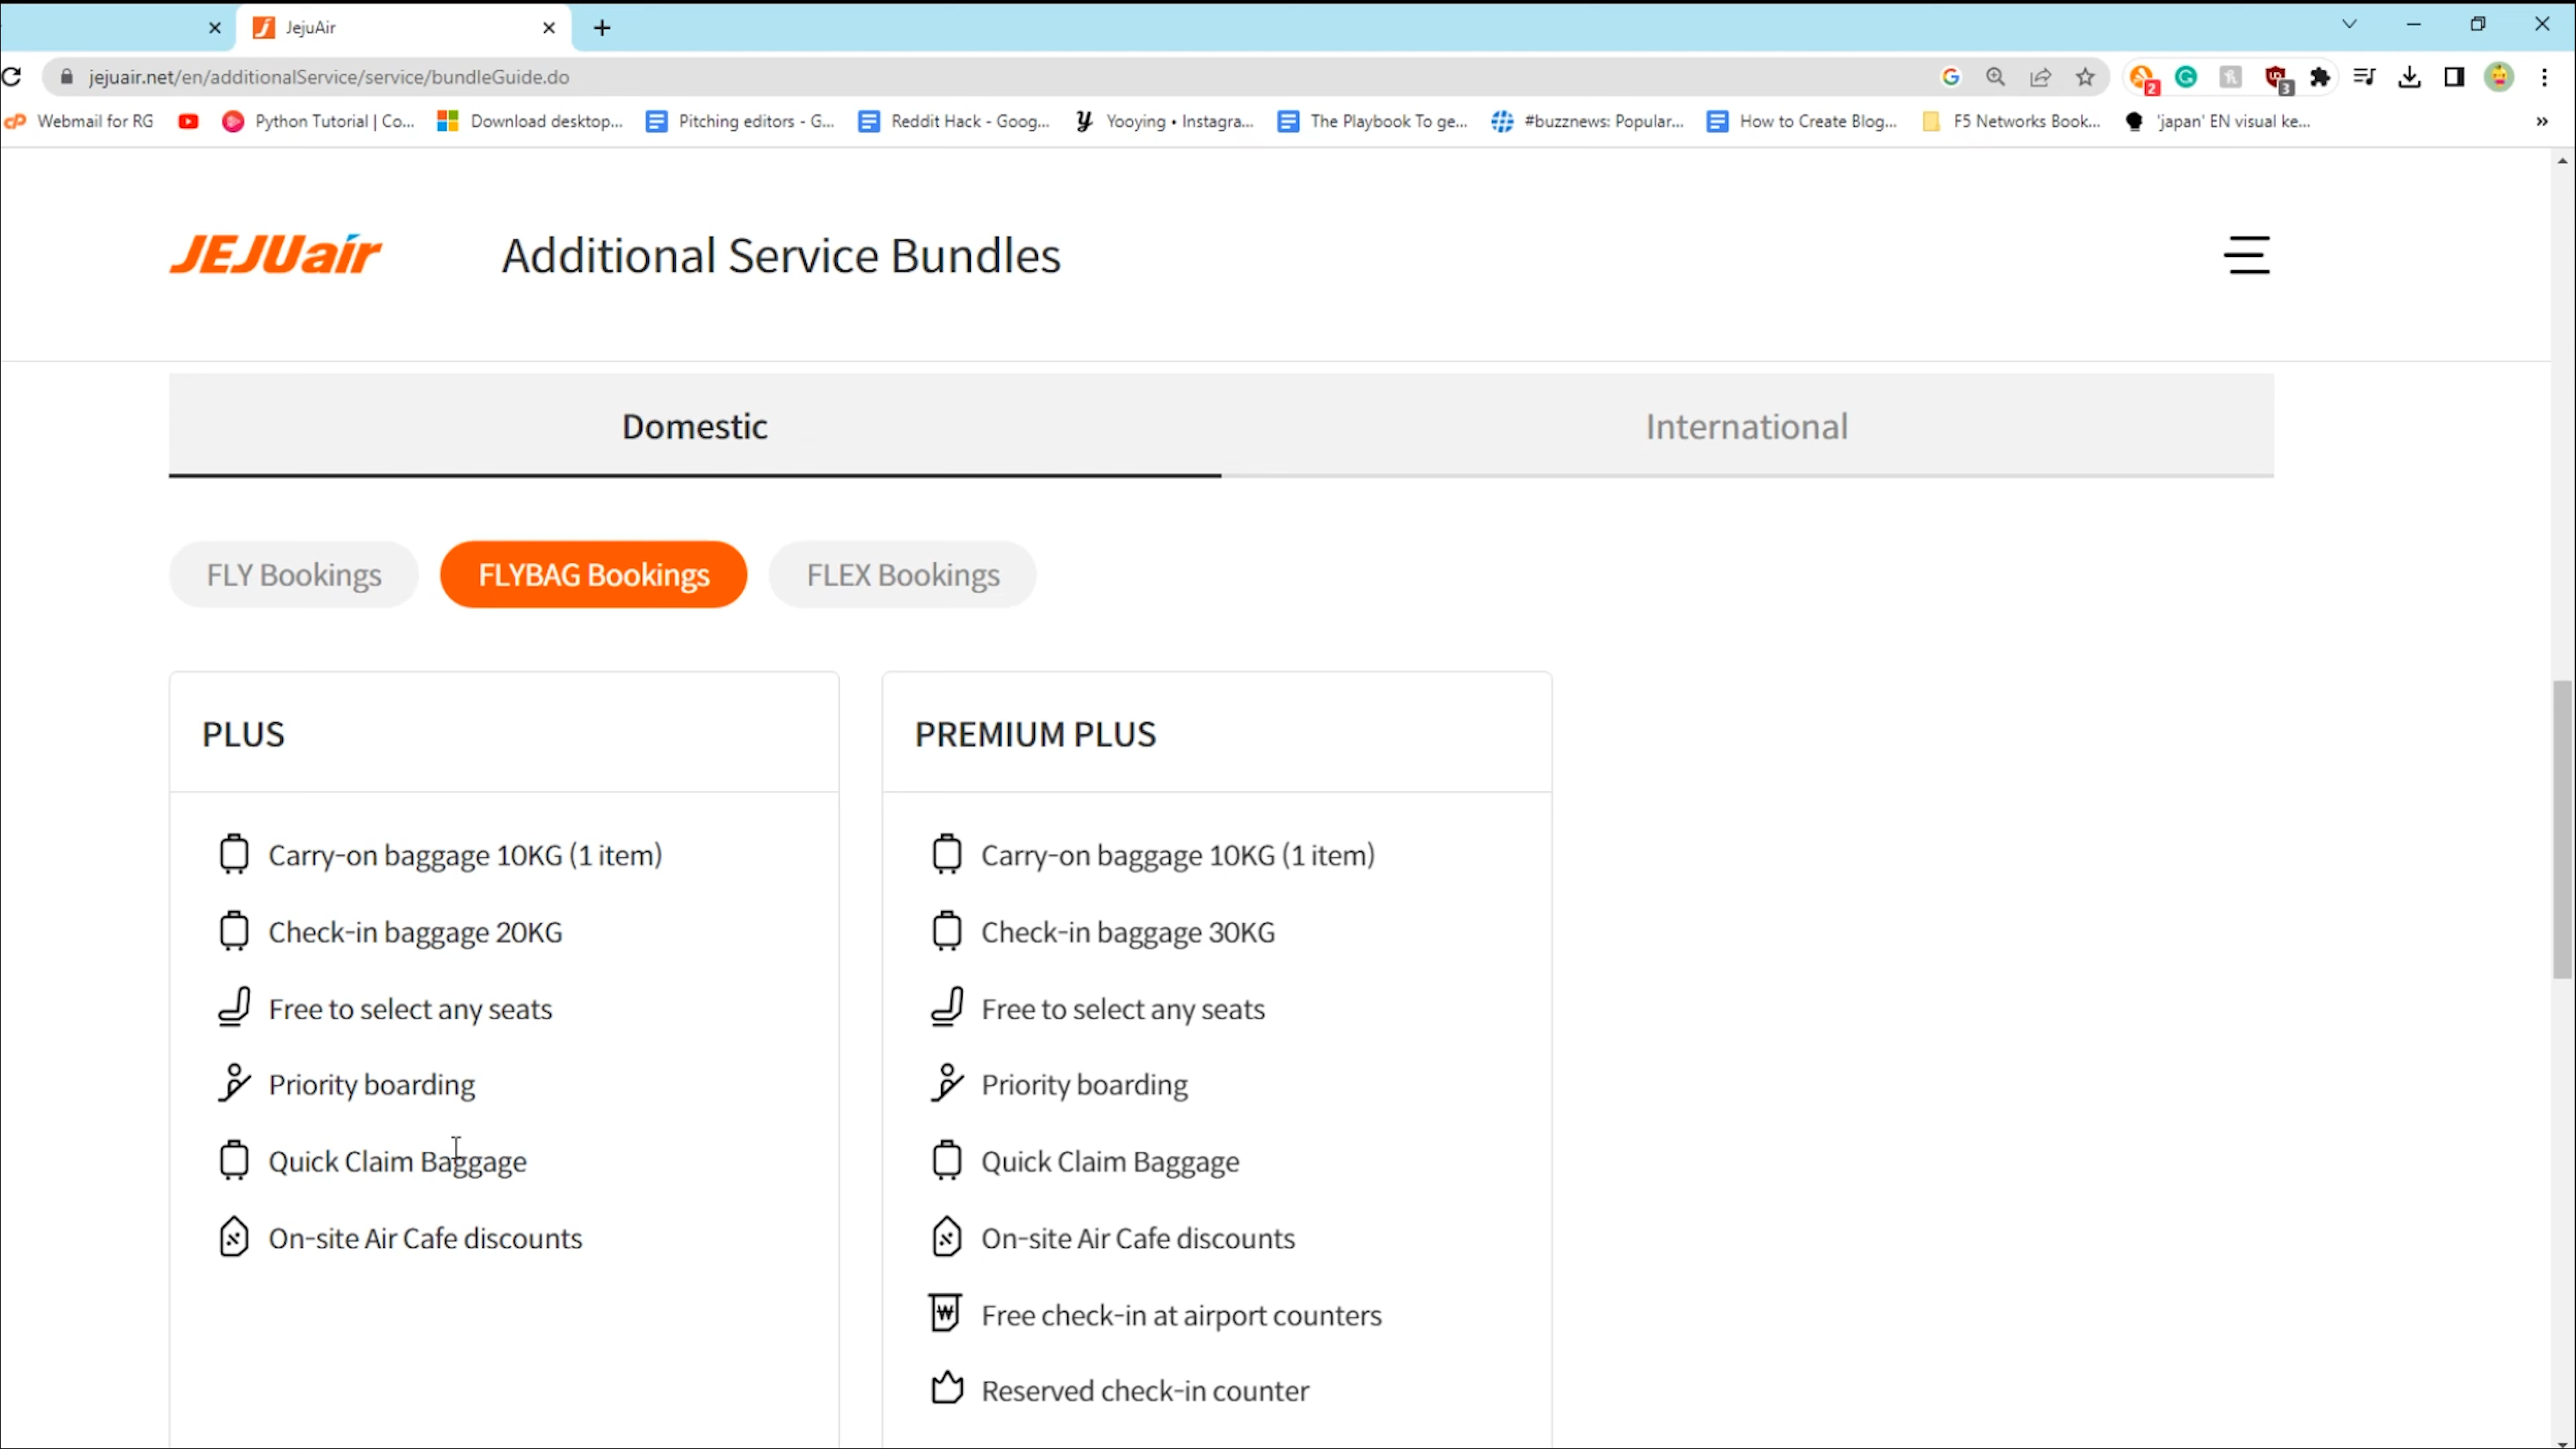 JejuAir
jejuair.net/en/additionalService/service/bundleGuide.do
2
3
Webmail for RG
Python Tutorial | Co...
Download desktop...
Pitching editors - G...
Reddit Hack - Goog...
Yooying • Instagra...
The Playbook To ge...
#buzznews: Popular...
How to Create Blog...
F5 Networks Book...
'japan' EN visual ke...
JEJUair
Additional Service Bundles
Domestic
International
FLY Bookings
FLYBAG Bookings
FLEX Bookings
PLUS
Carry-on baggage 10KG (1 item)
Check-in baggage 20KG
Free to select any seats
Priority boarding
Quick Claim Baggage
On-site Air Cafe discounts
PREMIUM PLUS
Carry-on baggage 10KG (1 item)
Check-in baggage 30KG
Free to select any seats
Priority boarding
Quick Claim Baggage
On-site Air Cafe discounts
Free check-in at airport counters
Reserved check-in counter